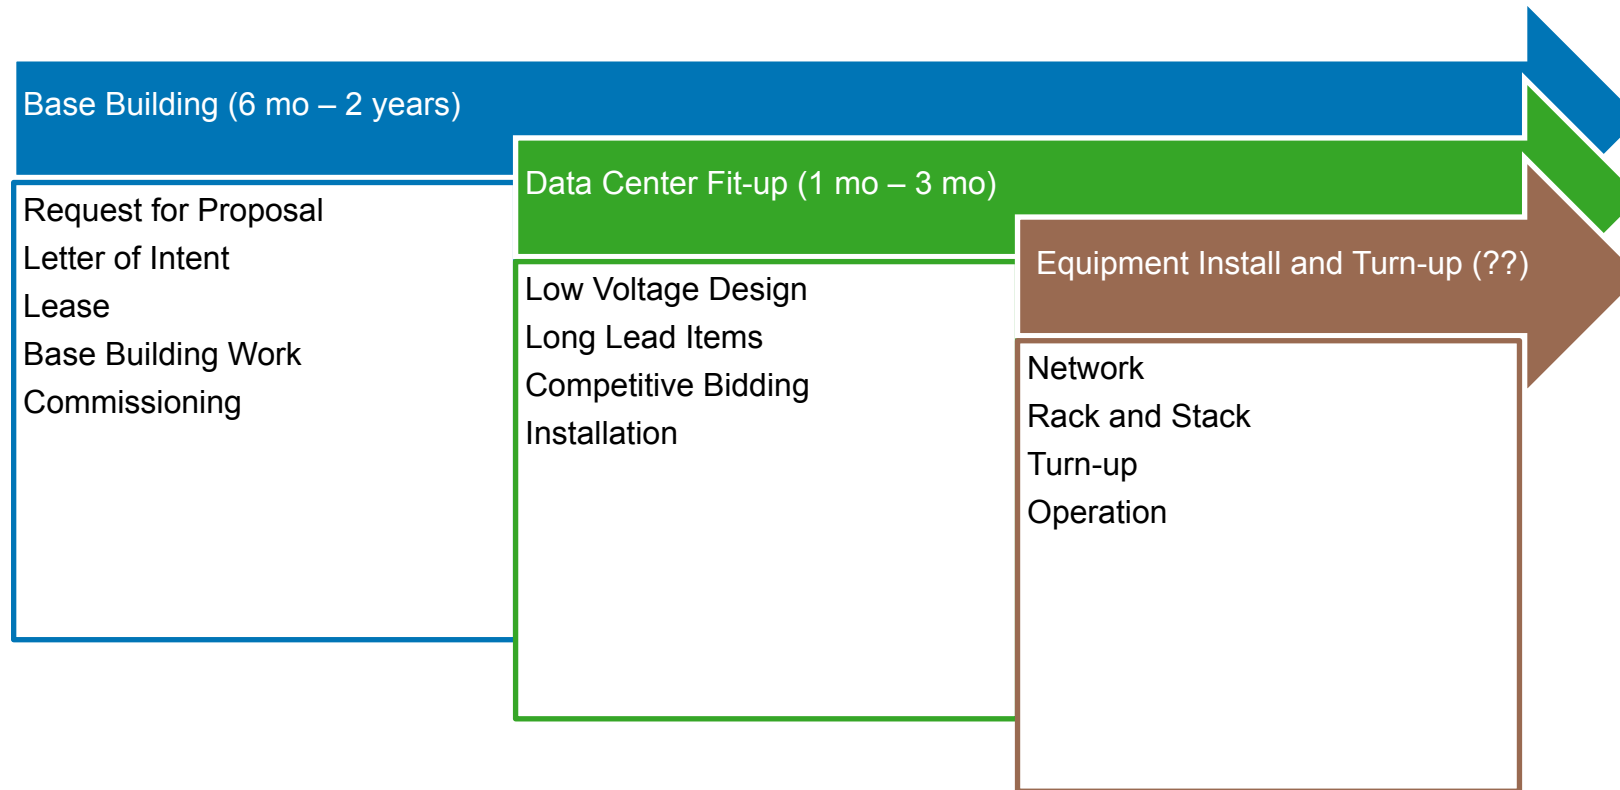 Base Building (6 mo – 2 years)
Request for Proposal
Letter of Intent
Lease
Base Building Work
Commissioning
Data Center Fit-up (1 mo – 3 mo)
Low Voltage Design
Long Lead Items
Competitive Bidding
Installation
Equipment Install and Turn-up (??)
Network
Rack and Stack
Turn-up
Operation